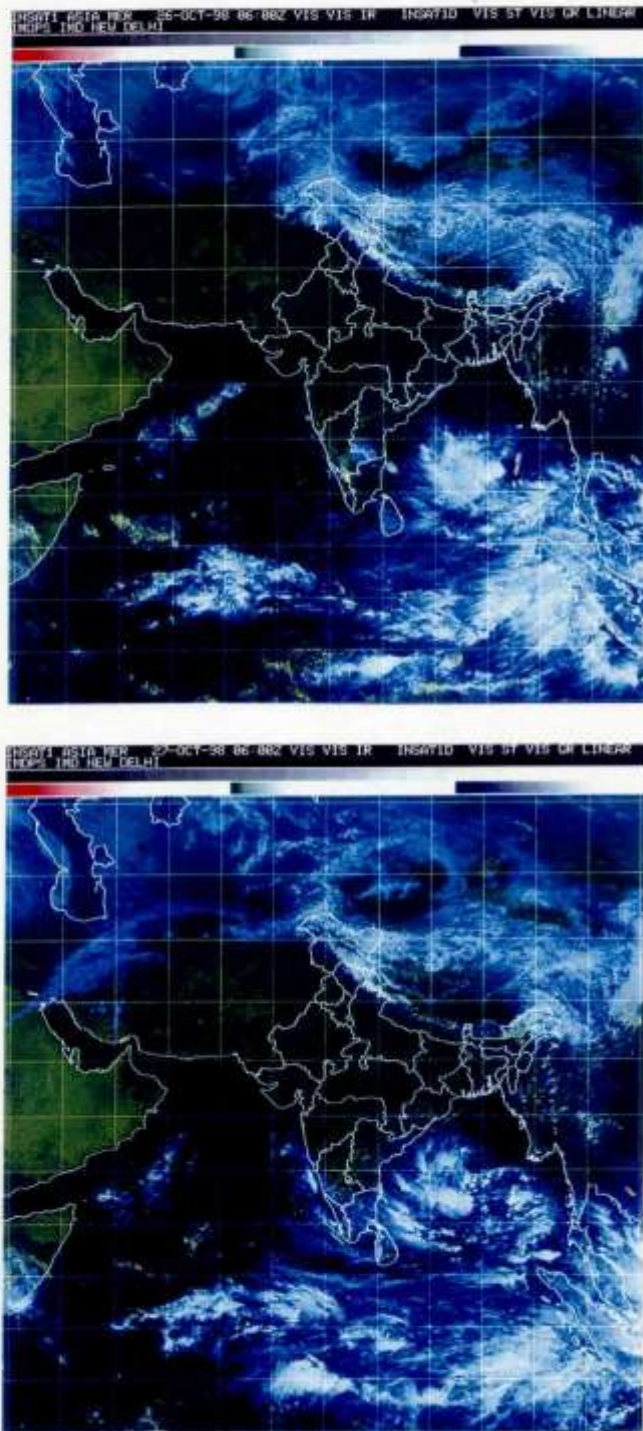 INSAT1 ASIA MER 26-OCT-98 06:00Z VIS VIS IR INSAT1D VIS ST VIS GR LINEAR
IMDPS IMD NEW DELHI
INSAT1 ASIA MER 27-OCT-98 06:00Z VIS VIS IR INSAT1D VIS ST VIS GR LINEAR
IMDPS IMD NEW DELHI